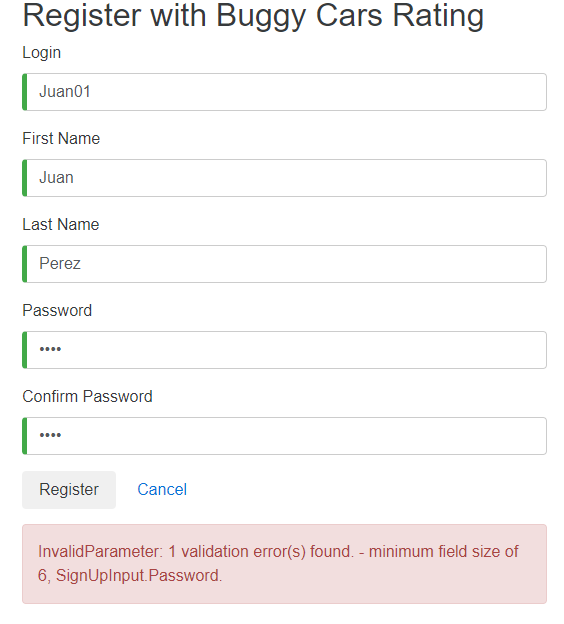 Register with Buggy Cars Rating
Login
Juan01
First Name
Juan
Last Name
Perez
Password
••••
Confirm Password
••••
Register Cancel
InvalidParameter: 1 validation error(s) found. - minimum field size of
6, SignUpInput.Password.